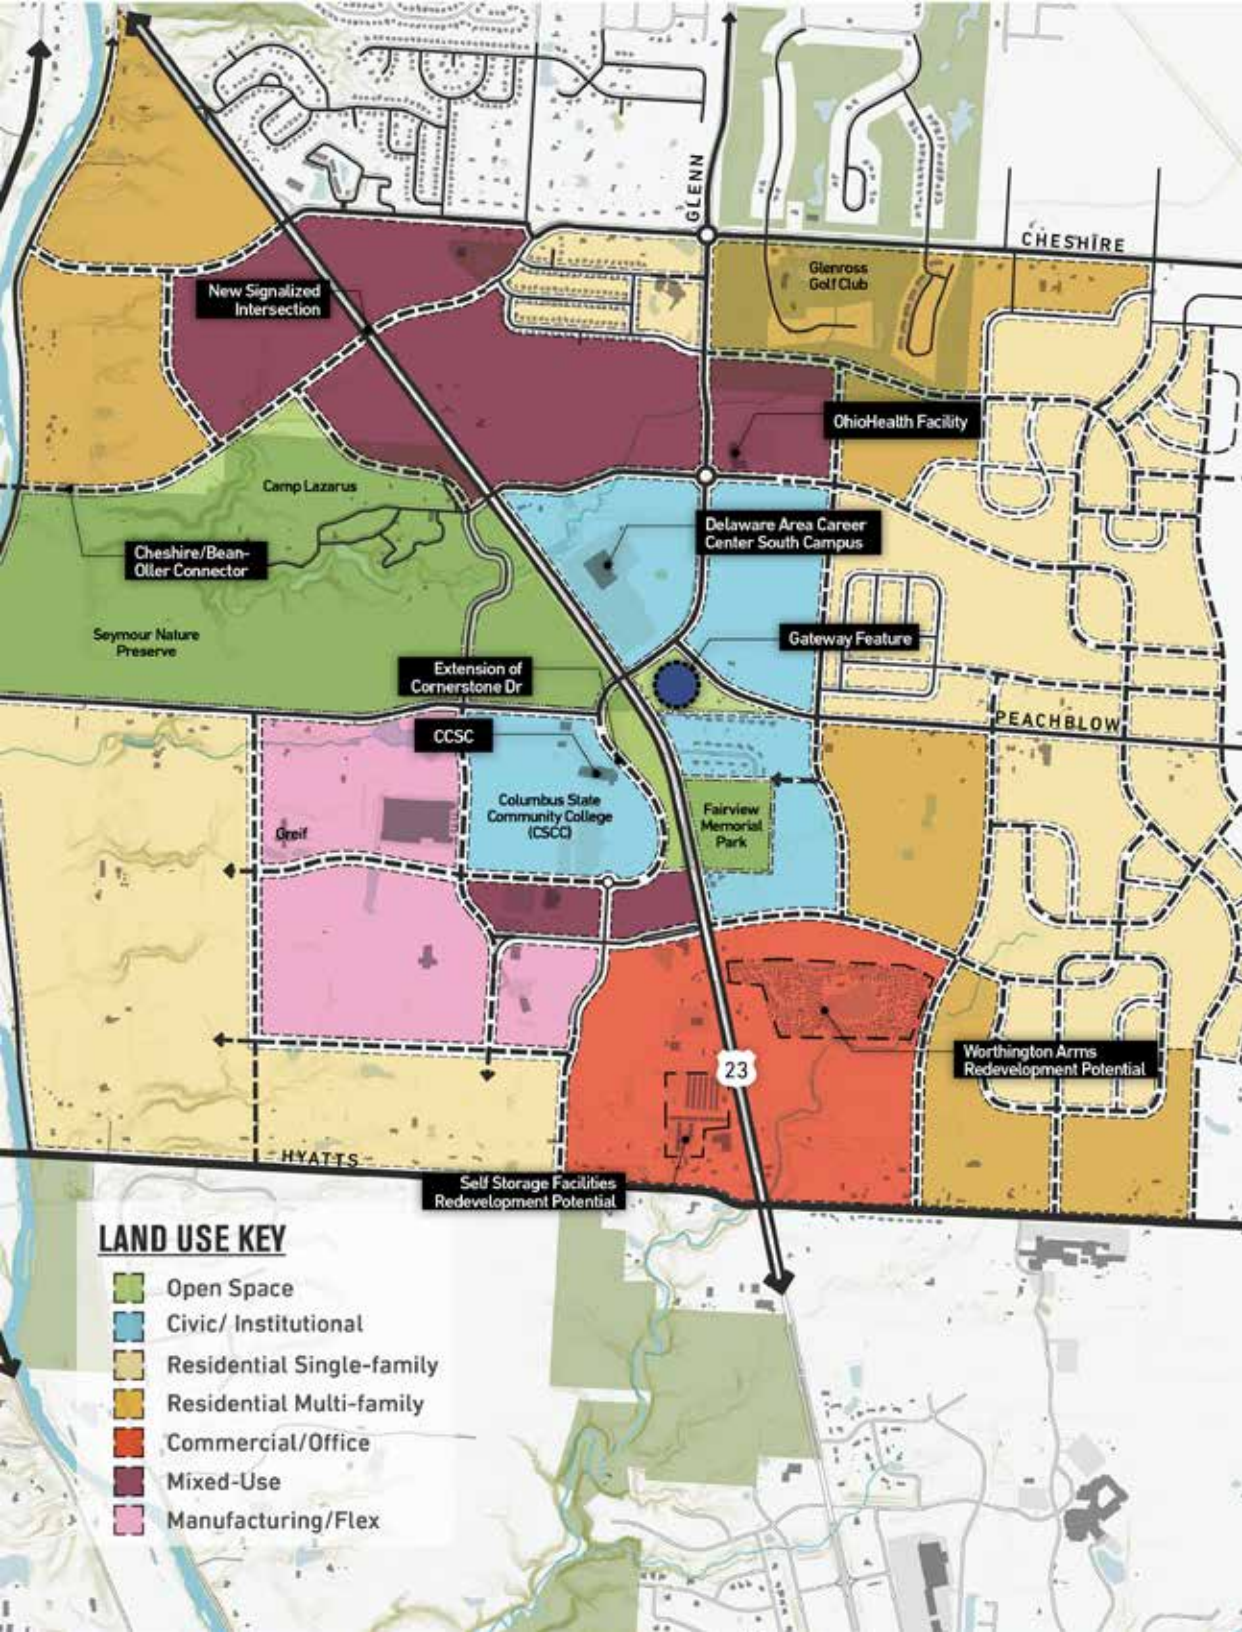 GLENN
CHESHIRE
Glenross
Golf Club
New Signalized
Intersection
OhioHealth Facility
Camp Lazarus
Delaware Area Career
Center South Campus
Cheshire/Bean-
Oller Connector
Seymour Nature
Preserve
Gateway Feature
Extension of
Cornerstone Dr
PEACHBLOW
CCSC
Columbus State
Community College
(CSCC)
Fairview
Memorial
Park
Greif
Worthington Arms
Redevelopment Potential
23
HYATTS
Self Storage Facilities
Redevelopment Potential
LAND USE KEY
Open Space
Civic/ Institutional
Residential Single-family
Residential Multi-family
Commercial/Office
Mixed-Use
Manufacturing/Flex